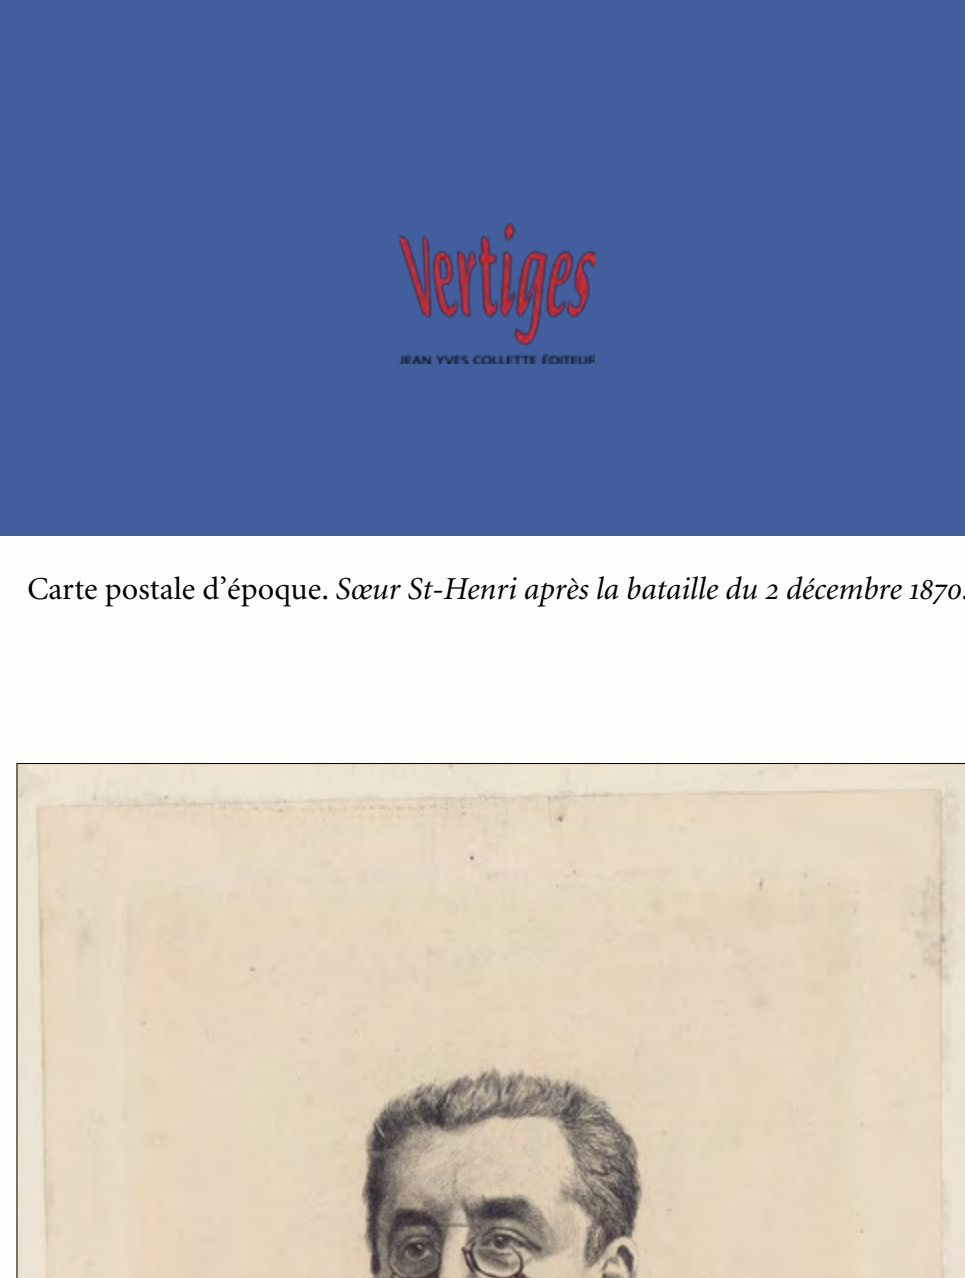 Vertiges
JEAN YVES COLLETTE ÉDITEUR
Carte postale d’époque. Sœur St-Henri après la bataille du 2 décembre 1870.